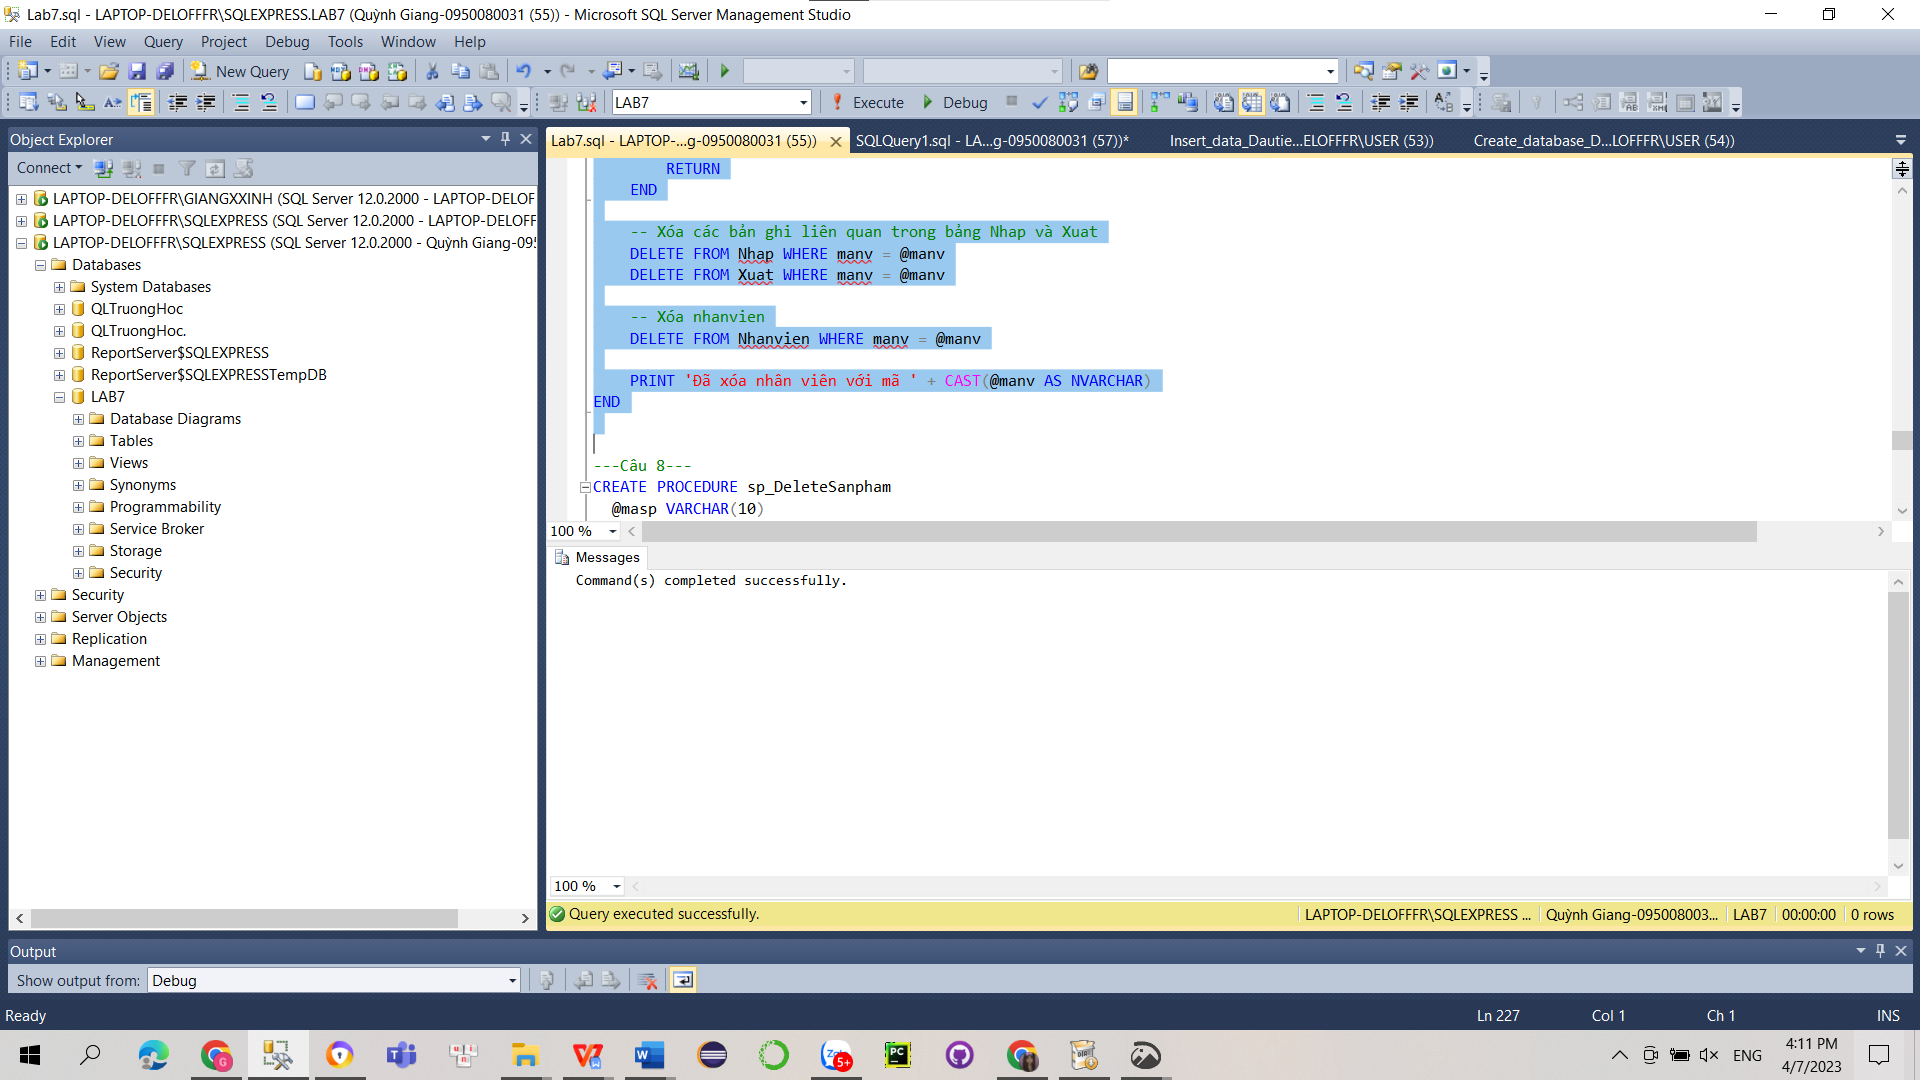 Lab7.sql - LAPTOP-DELOFFFR\SQLEXPRESS.LAB7 (Quỳnh Giang-0950080031 (55)) - Microsoft SQL Server Management Studio
File Edit View Query Project Debug Tools Window Help
New Query
LAB7 Execute Debug
Object Explorer
Connect
LAPTOP-DELOFFFR\GIANGXXINH (SQL Server 12.0.2000 - LAPTOP-DELOF
LAPTOP-DELOFFFR\SQLEXPRESS (SQL Server 12.0.2000 - LAPTOP-DELOFF
LAPTOP-DELOFFFR\SQLEXPRESS (SQL Server 12.0.2000 - Quỳnh Giang-095
Databases
System Databases
QLTruongHoc
QLTruongHoc.
ReportServer$SQLEXPRESS
ReportServer$SQLEXPRESSTempDB
LAB7
Database Diagrams
Tables
Views
Synonyms
Programmability
Service Broker
Storage
Security
Security
Server Objects
Replication
Management
Lab7.sql - LAPTOP-...g-0950080031 (55)) SQLQuery1.sql - LA...g-0950080031 (57))* Insert_data_Dautie...ELOFFFR\USER (53)) Create_database_D...LOFFFR\USER (54))
RETURN
END
-- Xóa các bản ghi liên quan trong bảng Nhap và Xuat
DELETE FROM Nhap WHERE manv = @manv
DELETE FROM Xuat WHERE manv = @manv
-- Xóa nhanvien
DELETE FROM Nhanvien WHERE manv = @manv
PRINT 'Đã xóa nhân viên với mã ' + CAST(@manv AS NVARCHAR)
END
---Câu 8---
CREATE PROCEDURE sp_DeleteSanpham
@masp VARCHAR(10)
100 %
Messages
Command(s) completed successfully.
100 %
Query executed successfully. LAPTOP-DELOFFFR\SQLEXPRESS ... Quỳnh Giang-095008003... LAB7 00:00:00 0 rows
Output
Show output from: Debug
Ready Ln 227 Col 1 Ch 1 INS
ENG 4:11 PM
4/7/2023